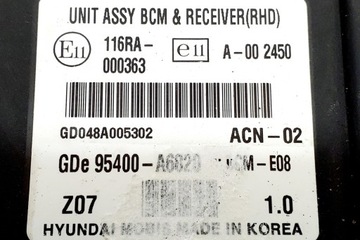 UNIT ASSY BCM & RECEIVER(RHD)
E11 116RA-000363 e11 A-00 2450
GD048A005302 ACN-02
GDe 95400- -E08
Z07 1.0
HYUNDAI MOBIS,MADE IN KOREA